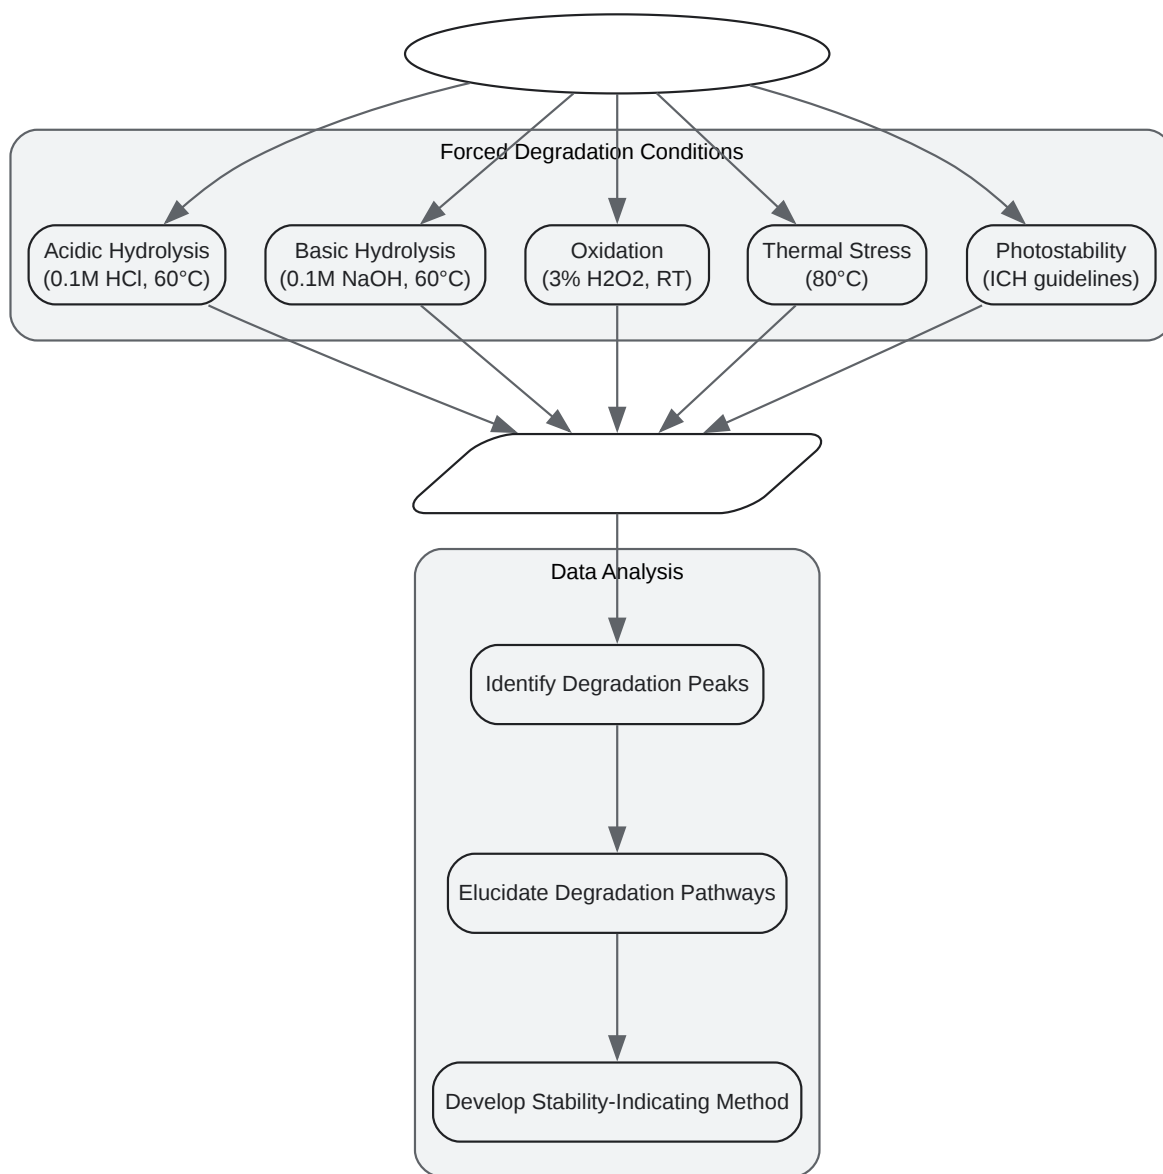 Forced Degradation Conditions
Acidic Hydrolysis
(0.1M HCl, 60°C)
Basic Hydrolysis
(0.1M NaOH, 60°C)
Oxidation
(3% H2O2, RT)
Thermal Stress
(80°C)
Photostability
(ICH guidelines)
Data Analysis
Identify Degradation Peaks
Elucidate Degradation Pathways
Develop Stability-Indicating Method